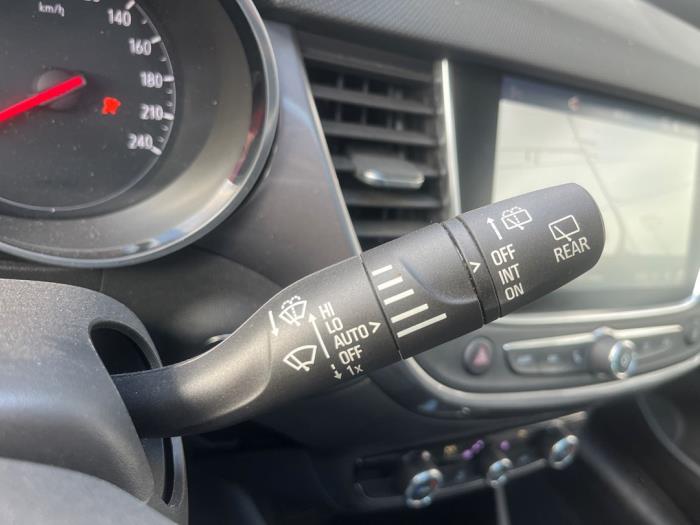 km/h
140
160
180
210
240
HI
LO
AUTO >
OFF
1x
>
OFF
INT
ON
REAR